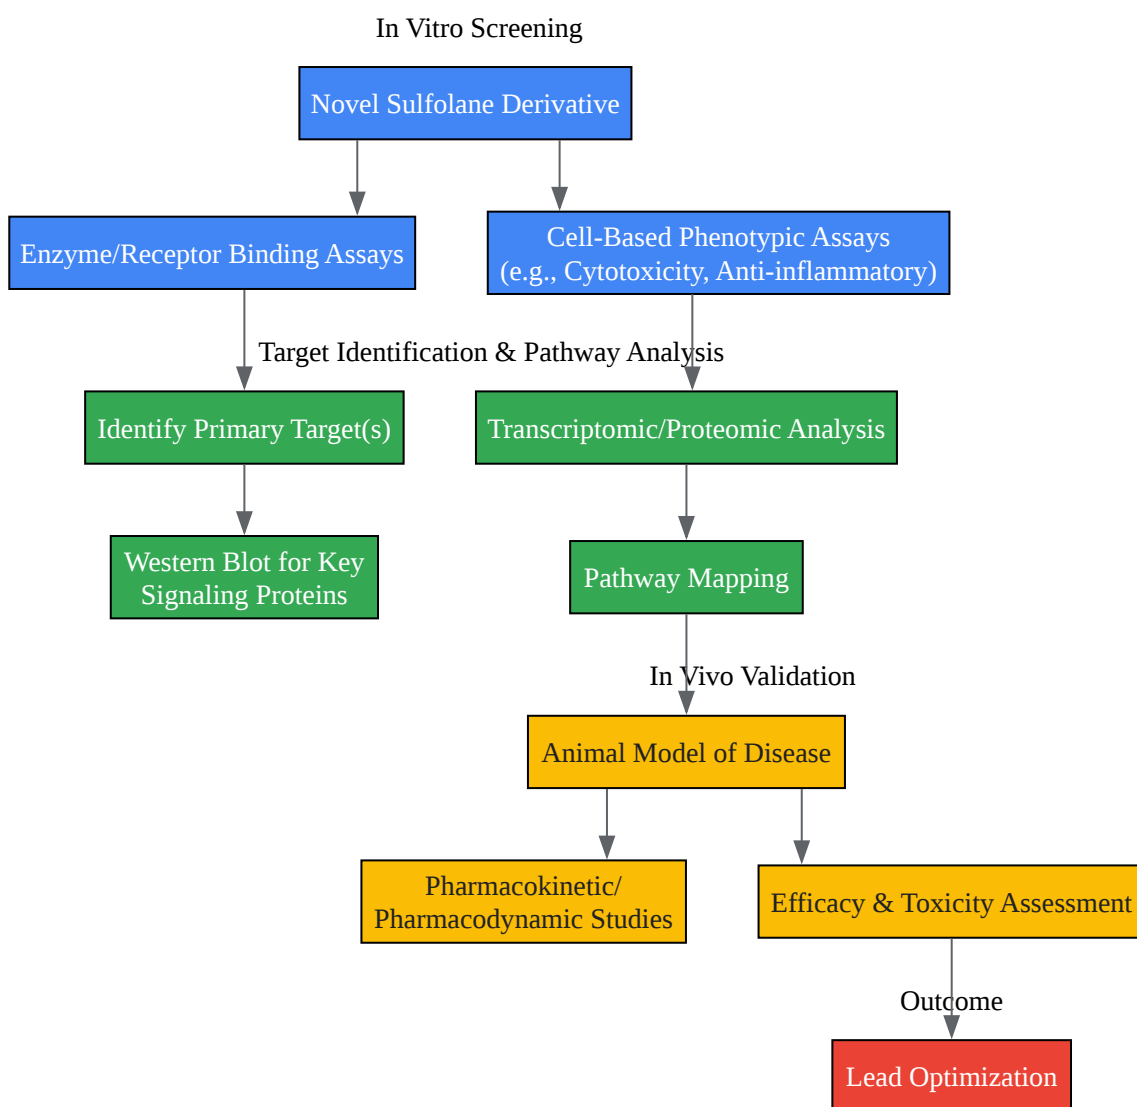 In Vitro Screening
Novel Sulfolane Derivative
Enzyme/Receptor Binding Assays
Cell-Based Phenotypic Assays
(e.g., Cytotoxicity, Anti-inflammatory)
Target Identification & Pathway Analysis
Identify Primary Target(s)
Transcriptomic/Proteomic Analysis
Western Blot for Key
Signaling Proteins
Pathway Mapping
In Vivo Validation
Animal Model of Disease
Pharmacokinetic/
Pharmacodynamic Studies
Efficacy & Toxicity Assessment
Outcome
Lead Optimization